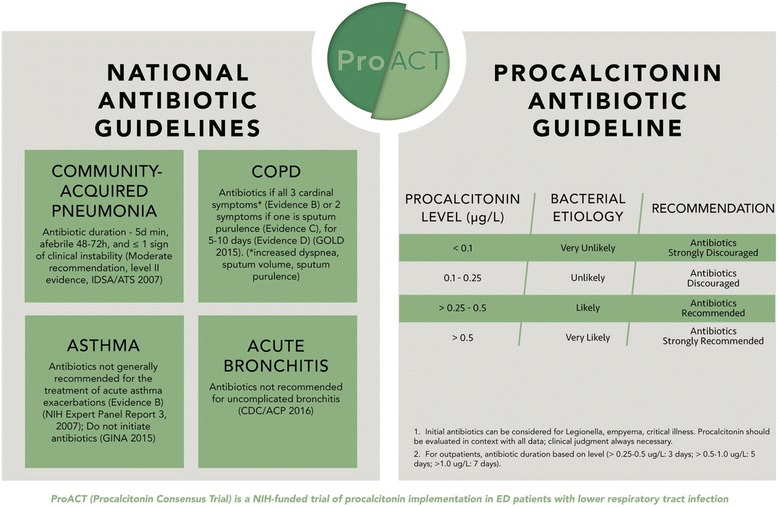 ProACT
NATIONAL
ANTIBIOTIC
GUIDELINES
COMMUNITY-
ACQUIRED
PNEUMONIA
Antibiotic duration - 5d min,
afebrile 48-72h, and ≤ 1 sign
of clinical instability (Moderate
recommendation, level II
evidence, IDSA/ATS 2007)
COPD
Antibiotics if all 3 cardinal
symptoms* (Evidence B) or 2
symptoms if one is sputum
purulence (Evidence C), for
5-10 days (Evidence D) (GOLD
2015). (*increased dyspnea,
sputum volume, sputum
purulence)
ASTHMA
Antibiotics not generally
recommended for the
treatment of acute asthma
exacerbations (Evidence B)
(NIH Expert Panel Report 3,
2007); Do not initiate
antibiotics (GINA 2015)
ACUTE
BRONCHITIS
Antibiotics not recommended
for uncomplicated bronchitis
(CDC/ACP 2016)
PROCALCITONIN
ANTIBIOTIC
GUIDELINE
PROCALCITONIN
LEVEL (µg/L)
BACTERIAL
ETIOLOGY
RECOMMENDATION
< 0.1
Very Unlikely
Antibiotics
Strongly Discouraged
0.1 - 0.25
Unlikely
Antibiotics
Discouraged
> 0.25 - 0.5
Likely
Antibiotics
Recommended
> 0.5
Very Likely
Antibiotics
Strongly Recommended
1. Initial antibiotics can be considered for Legionella, empyema, critical illness. Procalcitonin should
be evaluated in context with all data; clinical judgment always necessary.
2. For outpatients, antibiotic duration based on level (> 0.25-0.5 ug/L: 3 days; > 0.5-1.0 ug/L: 5
days; >1.0 ug/L: 7 days).
ProACT (Procalcitonin Consensus Trial) is a NIH-funded trial of procalcitonin implementation in ED patients with lower respiratory tract infection